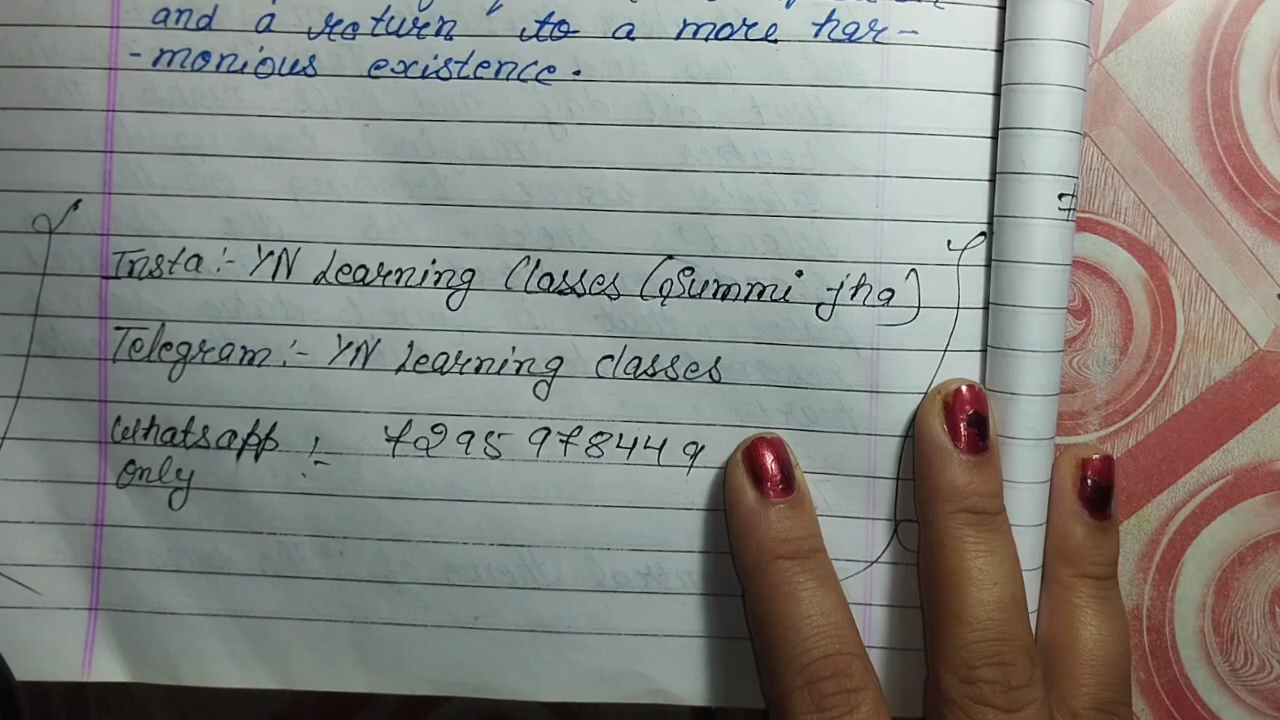 and a return to a more har-
-monious existence.
Insta:- YN Learning Classes (Summi jha)
Telegram:- YN Learning classes
Whatsapp :- 7295978449
only